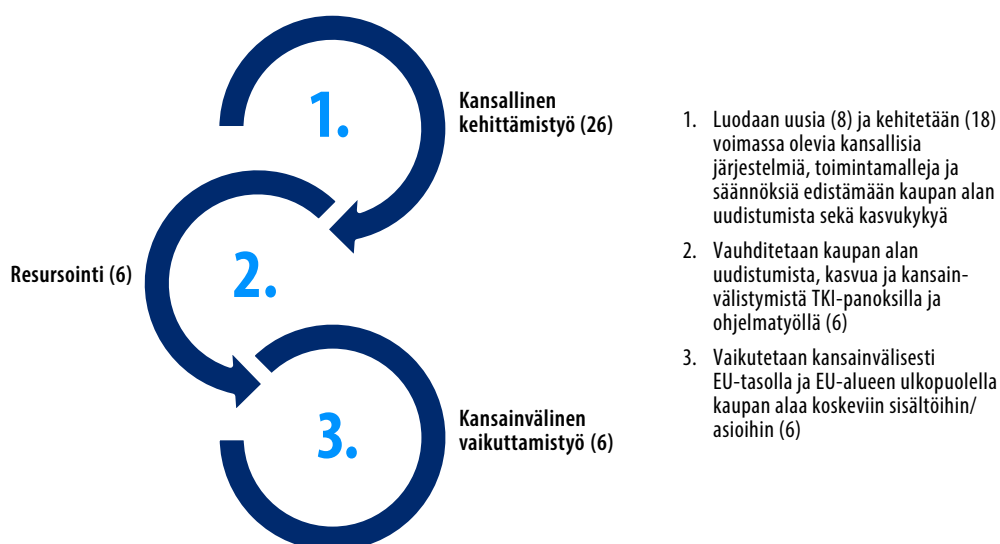 1.
Kansallinen
kehittämistyö (26)
Resursointi (6)
2.
3.
Kansainvälinen
vaikuttamistyö (6)
1. Luodaan uusia (8) ja kehitetään (18)
voimassa olevia kansallisia
järjestelmiä, toimintamalleja ja
säännöksiä edistämään kaupan alan
uudistumista sekä kasvukykyä
2. Vauhditetaan kaupan alan
uudistumista, kasvua ja kansain-
välistymistä TKI-panoksilla ja
ohjelmatyöllä (6)
3. Vaikutetaan kansainvälisesti
EU-tasolla ja EU-alueen ulkopuolella
kaupan alaa koskeviin sisältöihin/
asioihin (6)